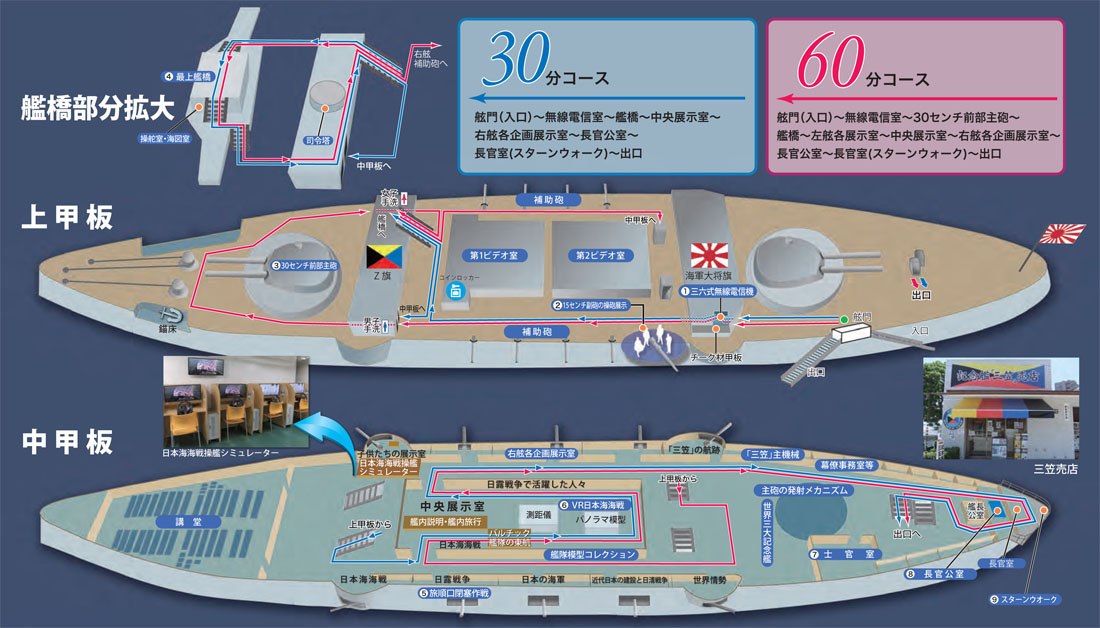 30分コース
舷門(入口)～無線電信室～艦橋～中央展示室～
右舷各企画展示室～長官公室～
長官室(スターンウォーク)～出口
60分コース
舷門(入口)～無線電信室～30センチ前部主砲～
艦橋～左舷各展示室～中央展示室～右舷各企画展示室～
長官公室～長官室(スターンウォーク)～出口
艦橋部分拡大
右舷
補助砲へ
④最上艦橋
操舵室・海図室
司令塔
中甲板へ
上甲板
女子
手洗
艦橋へ
補助砲
中甲板へ
第1ビデオ室
第2ビデオ室
③30センチ前部主砲
Z旗
海軍大将旗
コインロッカー
①三六式無線電信機
②15センチ副砲の操砲展示
出口
中甲板へ
錨床
男子
手洗
補助砲
チーク材甲板
舷門
入口
出口
中甲板
日本海海戦操艦シミュレーター
記念艦三笠売店
三笠売店
子供たちの展示室
日本海海戦操艦
シミュレーター
右舷各企画展示室
「三笠」の航跡
「三笠」主機械
幕僚事務室等
日露戦争で活躍した人々
上甲板から
主砲の発射メカニズム
中央展示室
⑥VR日本海海戦
測距儀
パノラマ模型
艦内説明・艦内旅行
講堂
上甲板から
バルチック
艦隊の東航
日本海海戦
艦隊模型コレクション
世界三大記念艦
艦長
公室
出口へ
⑦士官室
長官室
⑧長官公室
⑨スターンウオーク
日本海海戦
日露戦争
日本の海軍
近代日本の建設と日清戦争
世界情勢
⑤旅順口閉塞作戦